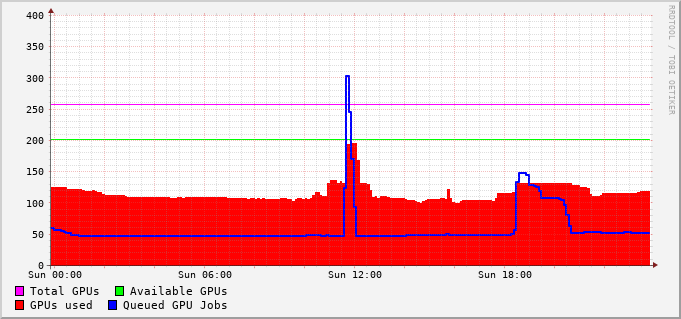 400
350
300
250
200
150
100
50
0
Sun 00:00 Sun 06:00 Sun 12:00 Sun 18:00
Total GPUs Available GPUs
GPUs used Queued GPU Jobs
RRDTOOL / TOBI OETIKER